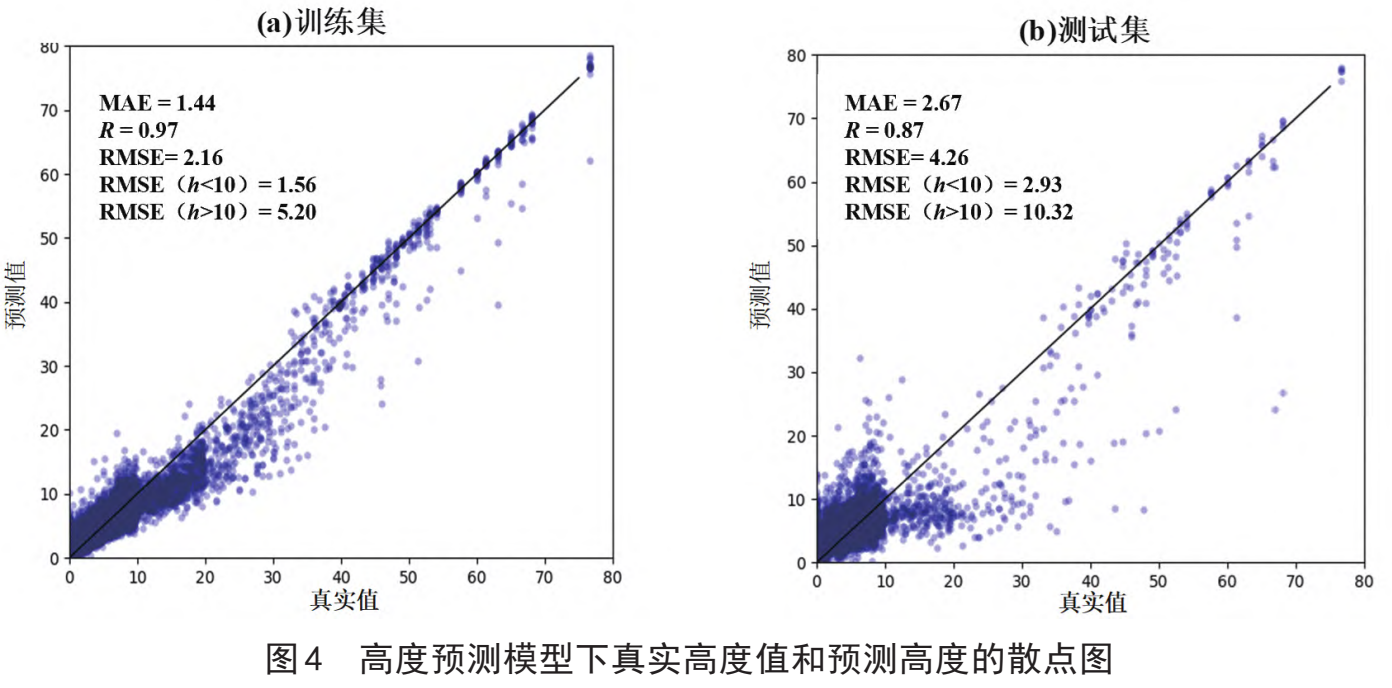 (a)训练集
MAE = 1.44
R = 0.97
RMSE= 2.16
RMSE（h<10）= 1.56
RMSE（h>10）= 5.20
80
70
60
50
40
30
20
10
0
预测值
0 10 20 30 40 50 60 70 80
真实值
(b)测试集
MAE = 2.67
R = 0.87
RMSE= 4.26
RMSE（h<10）= 2.93
RMSE（h>10）= 10.32
80
70
60
50
40
30
20
10
0
预测值
0 10 20 30 40 50 60 70 80
真实值
图4 高度预测模型下真实高度值和预测高度的散点图